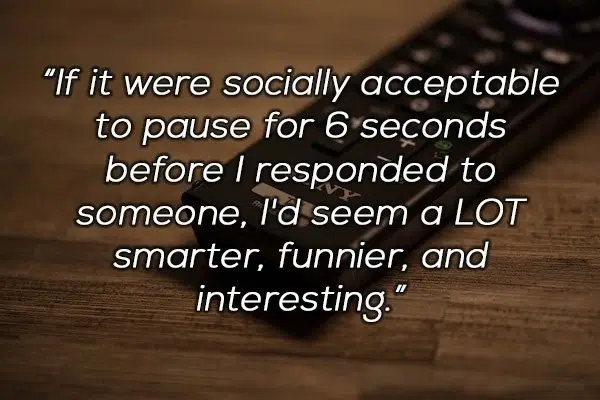 "If it were socially acceptable
to pause for 6 seconds
before I responded to
someone, I'd seem a LOT
smarter, funnier, and
interesting."